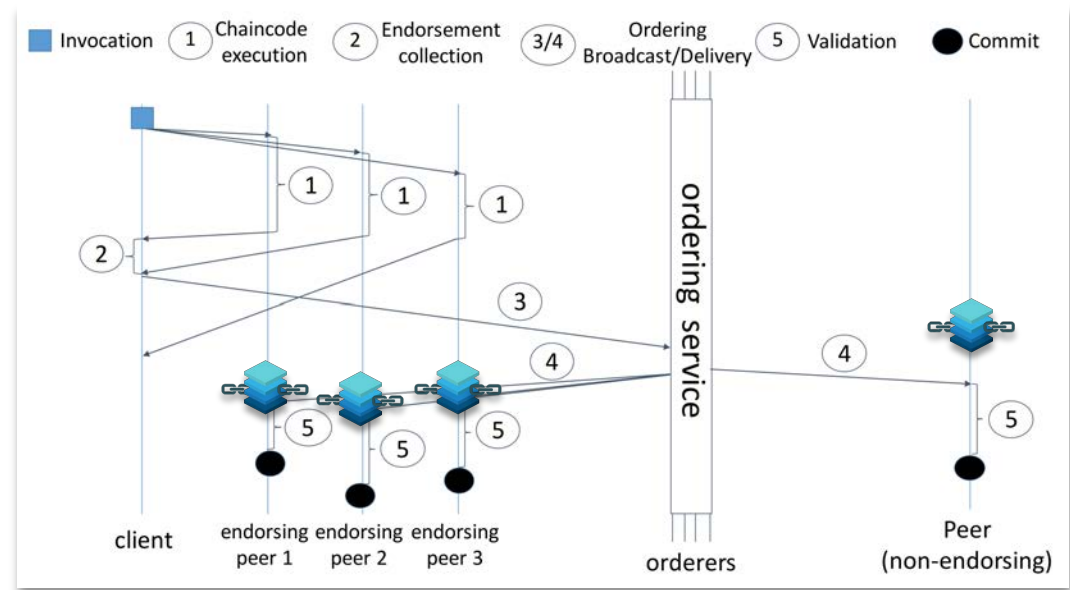 Invocation
1
Chaincode
execution
2
Endorsement
collection
3/4
Ordering
Broadcast/Delivery
5
Validation
Commit
1
1
1
2
3
4
4
5
5
5
5
ordering service
client
endorsing
peer 1
endorsing
peer 2
endorsing
peer 3
orderers
Peer
(non-endorsing)